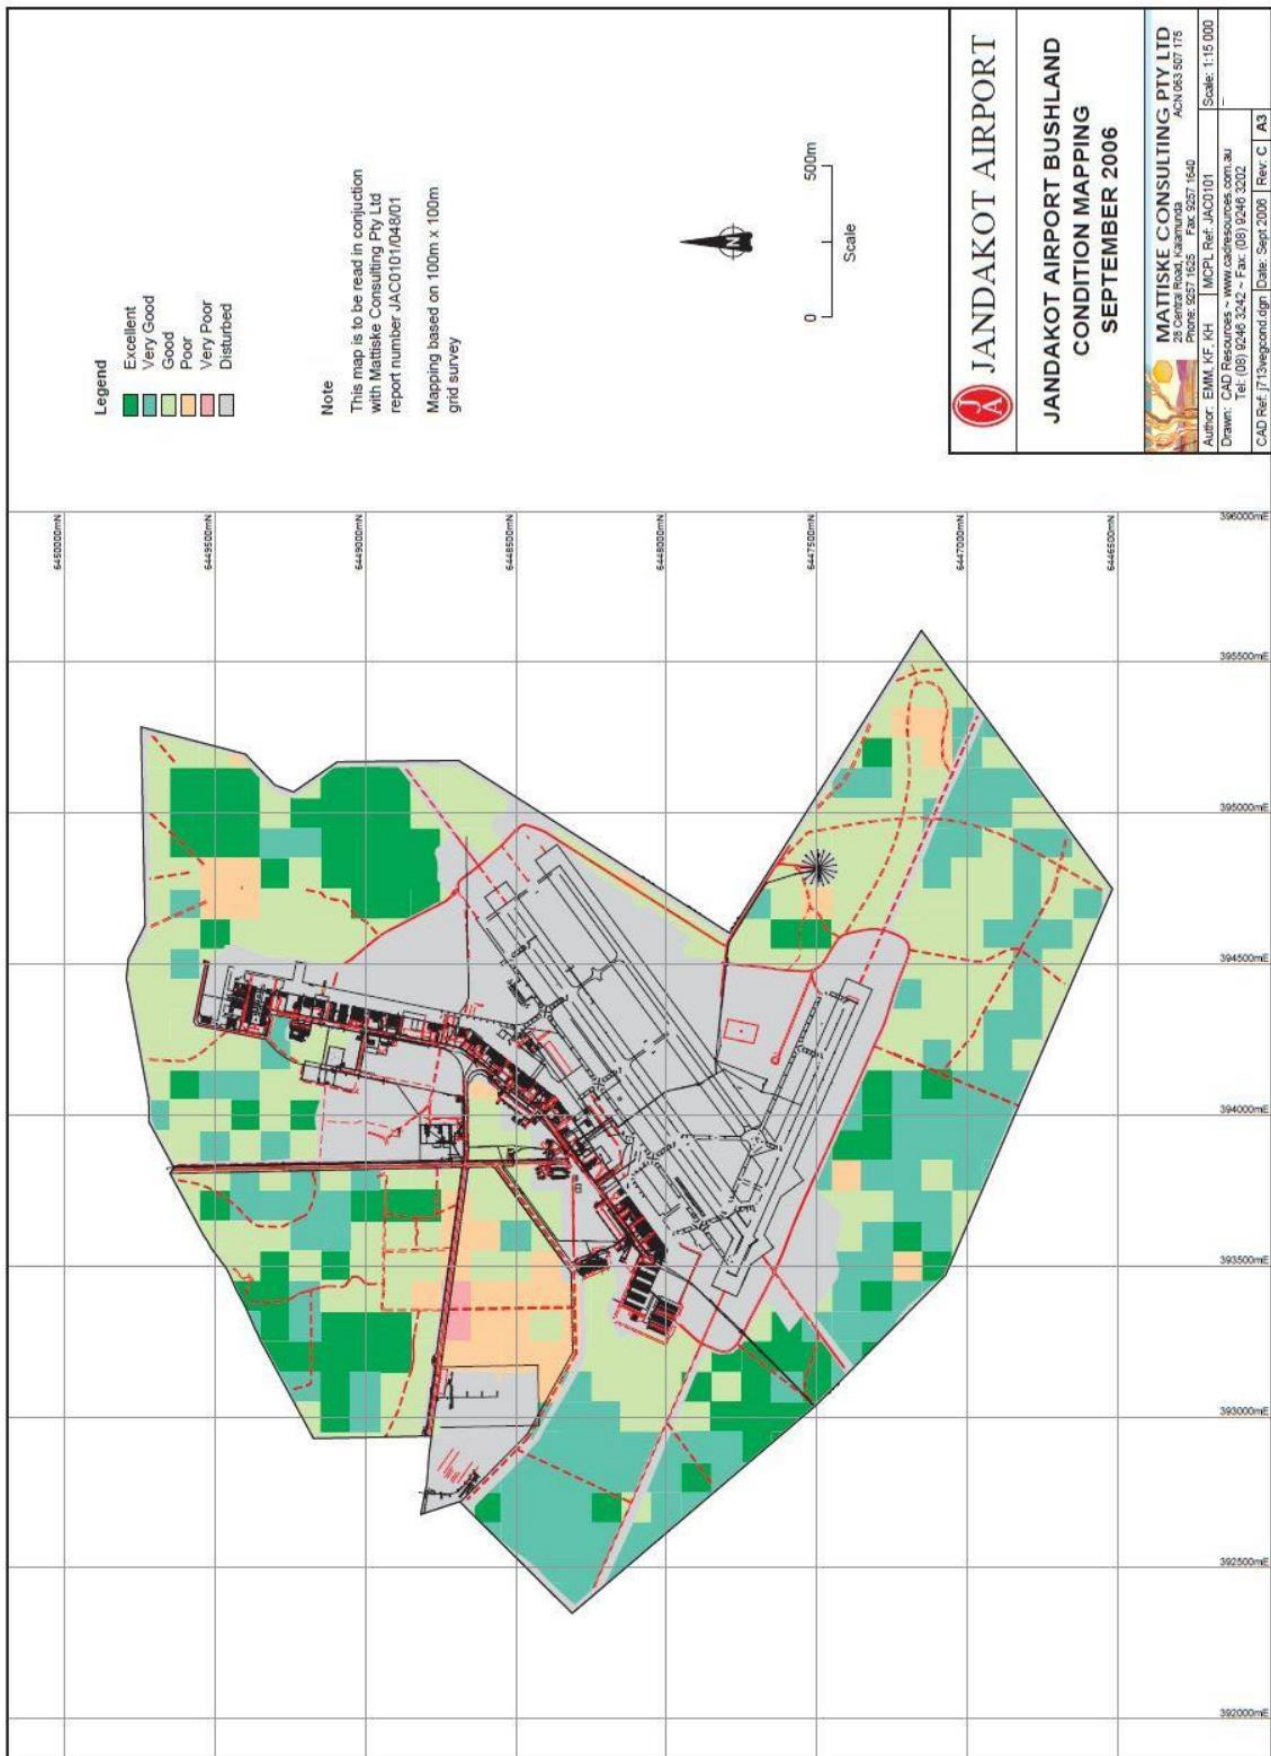 Legend
Excellent
Very Good
Good
Poor
Very Poor
Disturbed
Note
This map is to be read in conjuction
with Mattiske Consulting Pty Ltd
report number JAC0101/048/01
Mapping based on 100m x 100m
grid survey
N
0
500m
Scale
JA
JANDAKOT AIRPORT
JANDAKOT AIRPORT BUSHLAND
CONDITION MAPPING
SEPTEMBER 2006
MATTISKE CONSULTING PTY LTD
28 Central Road, Kalamunda
ACN 063 507 175
Phone: 9257 1625 Fax: 9257 1640
Author: EMM, KF, KH
MCPL Ref: JAC0101
Scale: 1:15 000
Drawn: CAD Resources ~ www.cadresources.com.au
Tel: (08) 9246 3242 ~ Fax: (08) 9246 3202
CAD Ref: j713vegcond.dgn
Date: Sept 2006
Rev: C
A3
6450000mN
6449500mN
6449000mN
6448500mN
6448000mN
6447500mN
6447000mN
6446500mN
396000mE
395500mE
395000mE
394500mE
394000mE
393500mE
393000mE
392500mE
392000mE